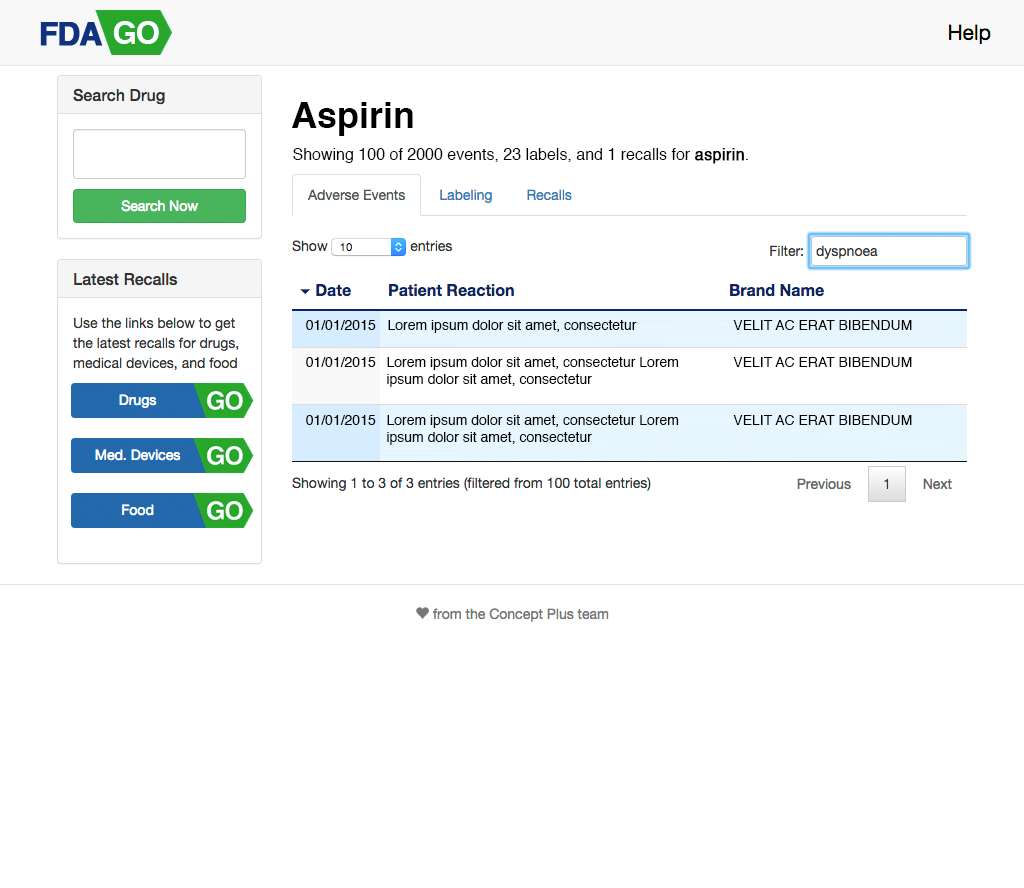 FDA GO
Help
Search Drug
Search Now
Latest Recalls
Use the links below to get
the latest recalls for drugs,
medical devices, and food
Drugs GO
Med. Devices GO
Food GO
Aspirin
Showing 100 of 2000 events, 23 labels, and 1 recalls for aspirin.
Adverse Events Labeling Recalls
Show 10 entries
Filter: dyspnoea
Date Patient Reaction Brand Name
01/01/2015 Lorem ipsum dolor sit amet, consectetur VELIT AC ERAT BIBENDUM
01/01/2015 Lorem ipsum dolor sit amet, consectetur Lorem VELIT AC ERAT BIBENDUM
ipsum dolor sit amet, consectetur
01/01/2015 Lorem ipsum dolor sit amet, consectetur Lorem VELIT AC ERAT BIBENDUM
ipsum dolor sit amet, consectetur
Showing 1 to 3 of 3 entries (filtered from 100 total entries)
Previous 1 Next
from the Concept Plus team